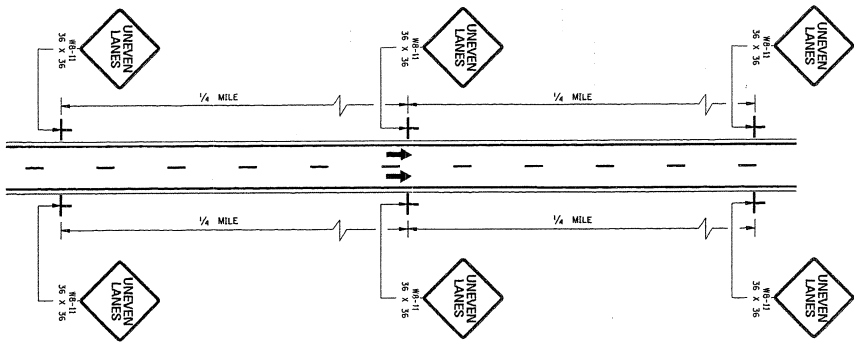 UNEVEN
LANES
W8-11
36 X 36
UNEVEN
LANES
W8-11
36 X 36
UNEVEN
LANES
W8-11
36 X 36
¼ MILE
¼ MILE
¼ MILE
¼ MILE
UNEVEN
LANES
W8-11
36 X 36
UNEVEN
LANES
W8-11
36 X 36
UNEVEN
LANES
W8-11
36 X 36